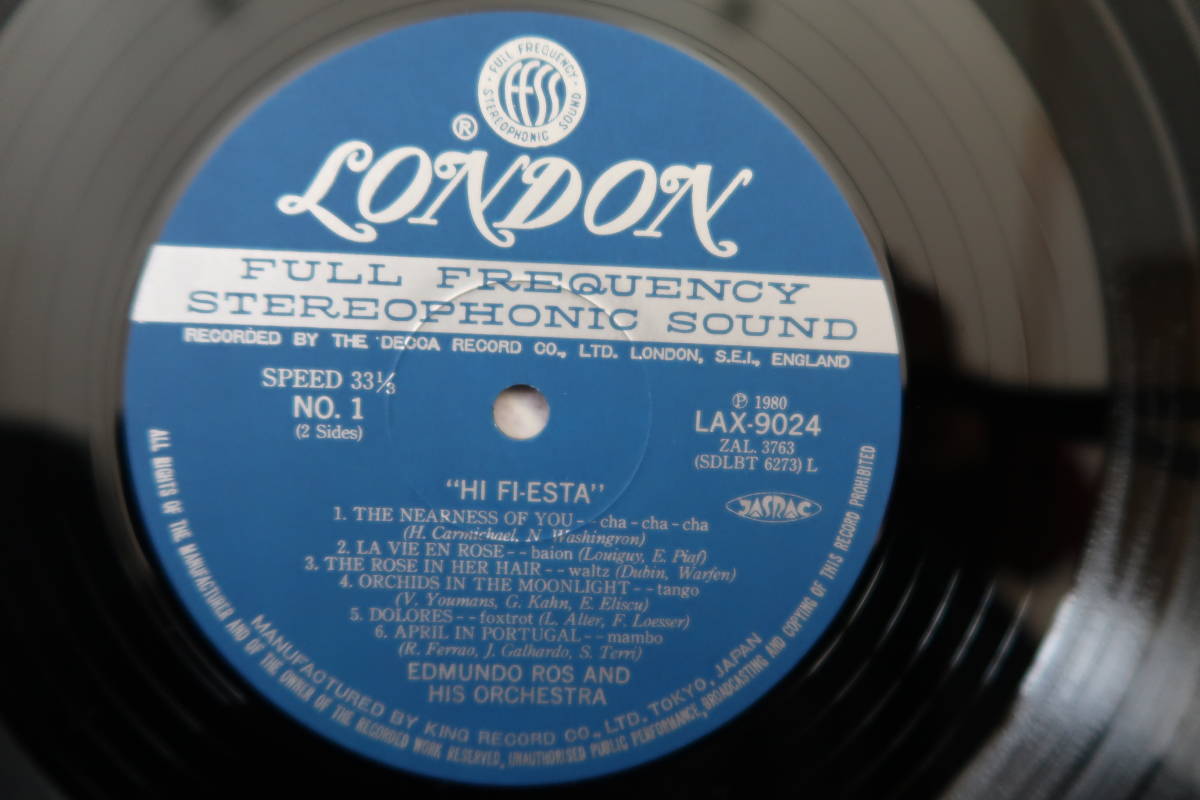 FULL FREQUENCY
ffss
STEREOPHONIC SOUND
®
LONDON
FULL FREQUENCY
STEREOPHONIC SOUND
RECORDED BY THE DECCA RECORD CO., LTD. LONDON, S.E.I., ENGLAND
SPEED 33⅓
NO. 1
(2 Sides)
℗ 1980
LAX-9024
ZAL. 3763
(SDLBT 6273) L
JASRAC
"HI FI-ESTA"
1. THE NEARNESS OF YOU--cha-cha-cha
(H. Carmichael, N. Washingron)
2. LA VIE EN ROSE--baion (Louiguy, E. Piaf)
3. THE ROSE IN HER HAIR--waltz (Dubin, Warfen)
4. ORCHIDS IN THE MOONLIGHT--tango
(V. Youmans, G. Kahn, E. Eliscu)
5. DOLORES--foxtrot (L. Alter, F. Loesser)
6. APRIL IN PORTUGAL--mambo
(R. Ferrao, J. Galhardo, S. Terri)
EDMUNDO ROS AND
HIS ORCHESTRA
MANUFACTURED BY KING RECORD CO., LTD. TOKYO, JAPAN
ALL RIGHTS OF THE MANUFACTURER AND OF THE OWNER OF THE RECORDED WORK RESERVED, UNAUTHORISED PUBLIC PERFORMANCE, BROADCASTING AND COPYING OF THIS RECORD PROHIBITED